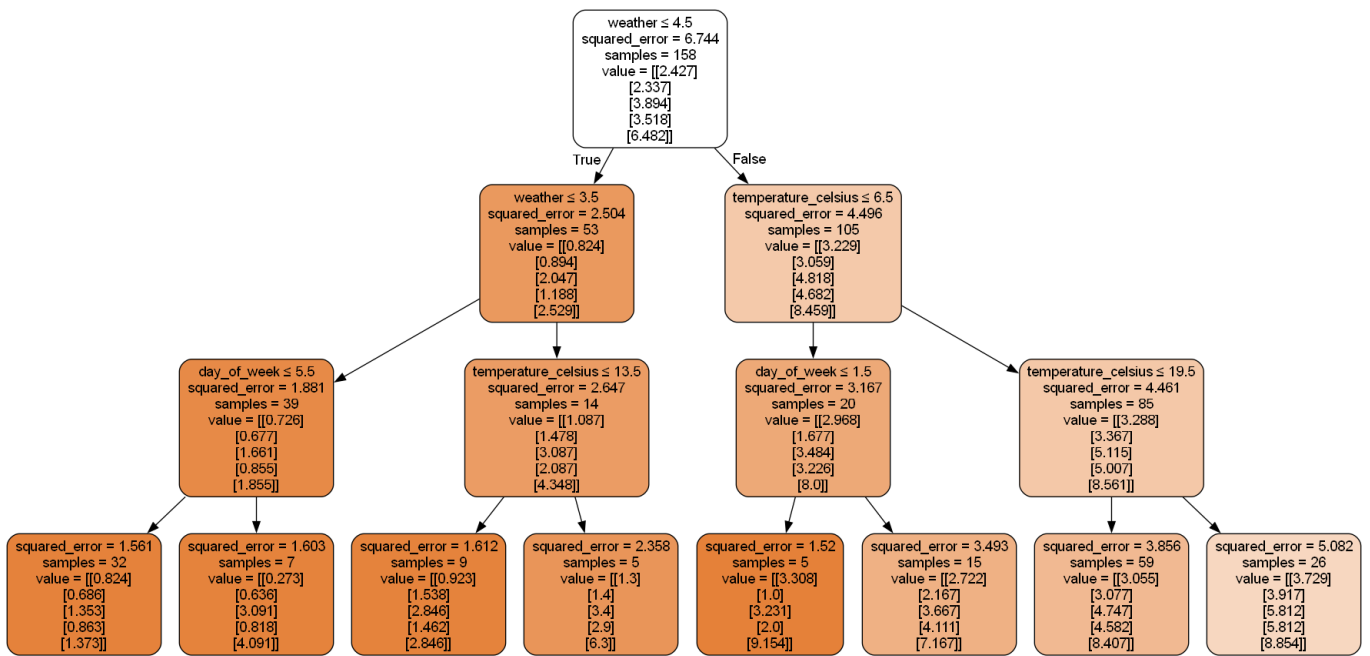 weather ≤ 4.5
squared_error = 6.744
samples = 158
value = [[2.427]
[2.337]
[3.894]
[3.518]
[6.482]]
True
False
weather ≤ 3.5
squared_error = 2.504
samples = 53
value = [[0.824]
[0.894]
[2.047]
[1.188]
[2.529]]
temperature_celsius ≤ 6.5
squared_error = 4.496
samples = 105
value = [[3.229]
[3.059]
[4.818]
[4.682]
[8.459]]
day_of_week ≤ 5.5
squared_error = 1.881
samples = 39
value = [[0.726]
[0.677]
[1.661]
[0.855]
[1.855]]
temperature_celsius ≤ 13.5
squared_error = 2.647
samples = 14
value = [[1.087]
[1.478]
[3.087]
[2.087]
[4.348]]
day_of_week ≤ 1.5
squared_error = 3.167
samples = 20
value = [[2.968]
[1.677]
[3.484]
[3.226]
[8.0]]
temperature_celsius ≤ 19.5
squared_error = 4.461
samples = 85
value = [[3.288]
[3.367]
[5.115]
[5.007]
[8.561]]
squared_error = 1.561
samples = 32
value = [[0.824]
[0.686]
[1.353]
[0.863]
[1.373]]
squared_error = 1.603
samples = 7
value = [[0.273]
[0.636]
[3.091]
[0.818]
[4.091]]
squared_error = 1.612
samples = 9
value = [[0.923]
[1.538]
[2.846]
[1.462]
[2.846]]
squared_error = 2.358
samples = 5
value = [[1.3]
[1.4]
[3.4]
[2.9]
[6.3]]
squared_error = 1.52
samples = 5
value = [[3.308]
[1.0]
[3.231]
[2.0]
[9.154]]
squared_error = 3.493
samples = 15
value = [[2.722]
[2.167]
[3.667]
[4.111]
[7.167]]
squared_error = 3.856
samples = 59
value = [[3.055]
[3.077]
[4.747]
[4.582]
[8.407]]
squared_error = 5.082
samples = 26
value = [[3.729]
[3.917]
[5.812]
[5.812]
[8.854]]